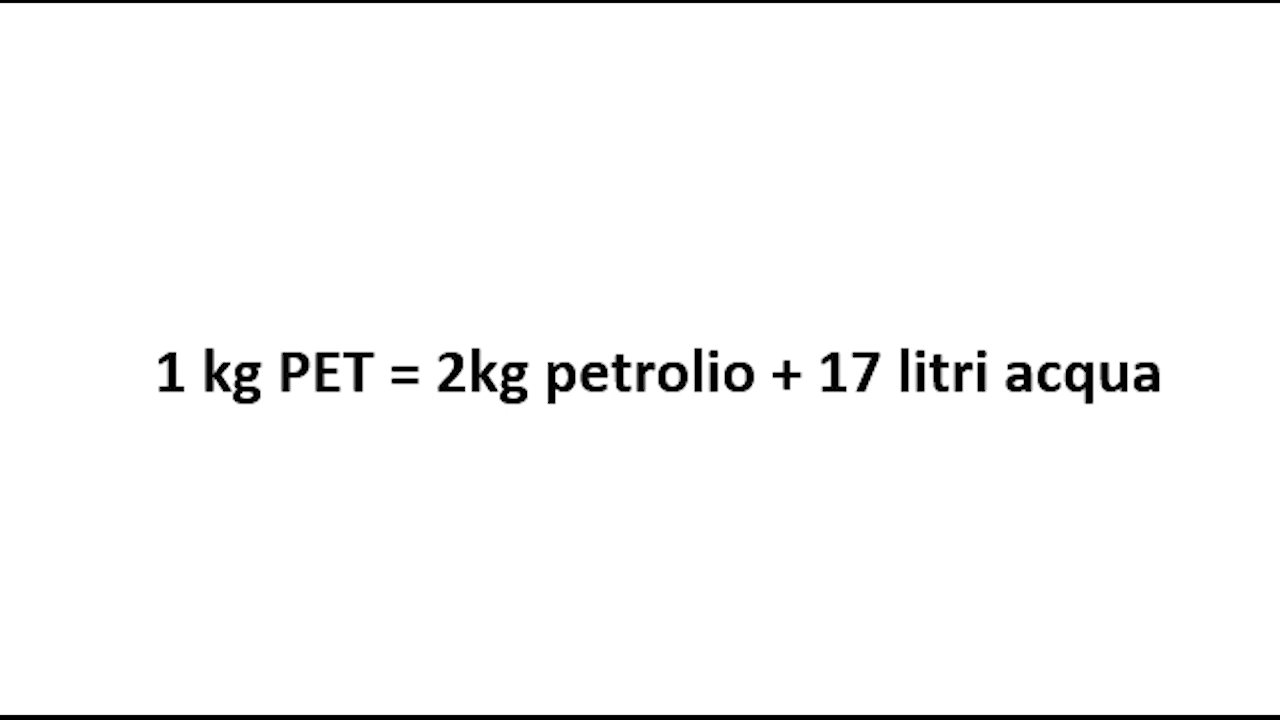 1 kg PET = 2kg petrolio + 17 litri acqua